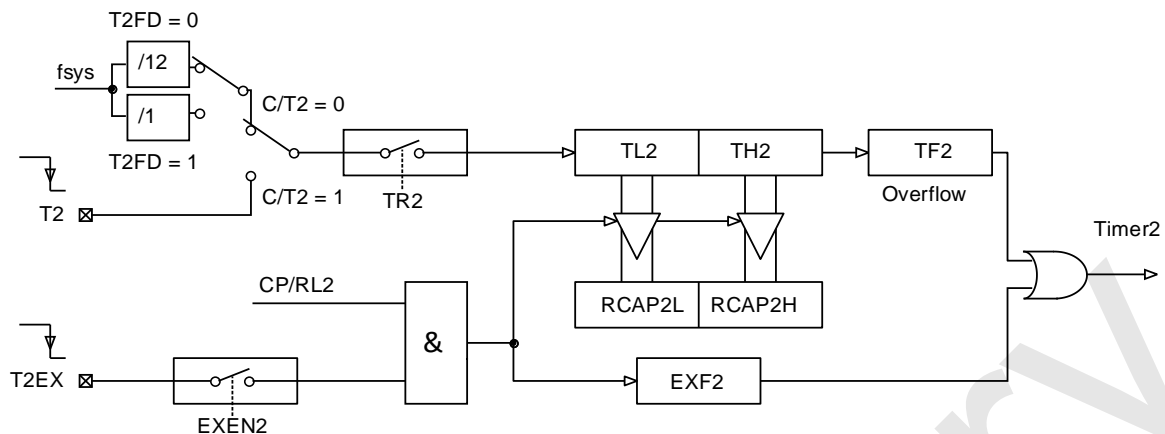 T2FD = 0
/12
fsys
C/T2 = 0
/1
T2FD = 1
TL2
TH2
TF2
Overflow
C/T2 = 1
TR2
T2
Timer2
CP/RL2
RCAP2L
RCAP2H
&
T2EX
EXEN2
EXF2